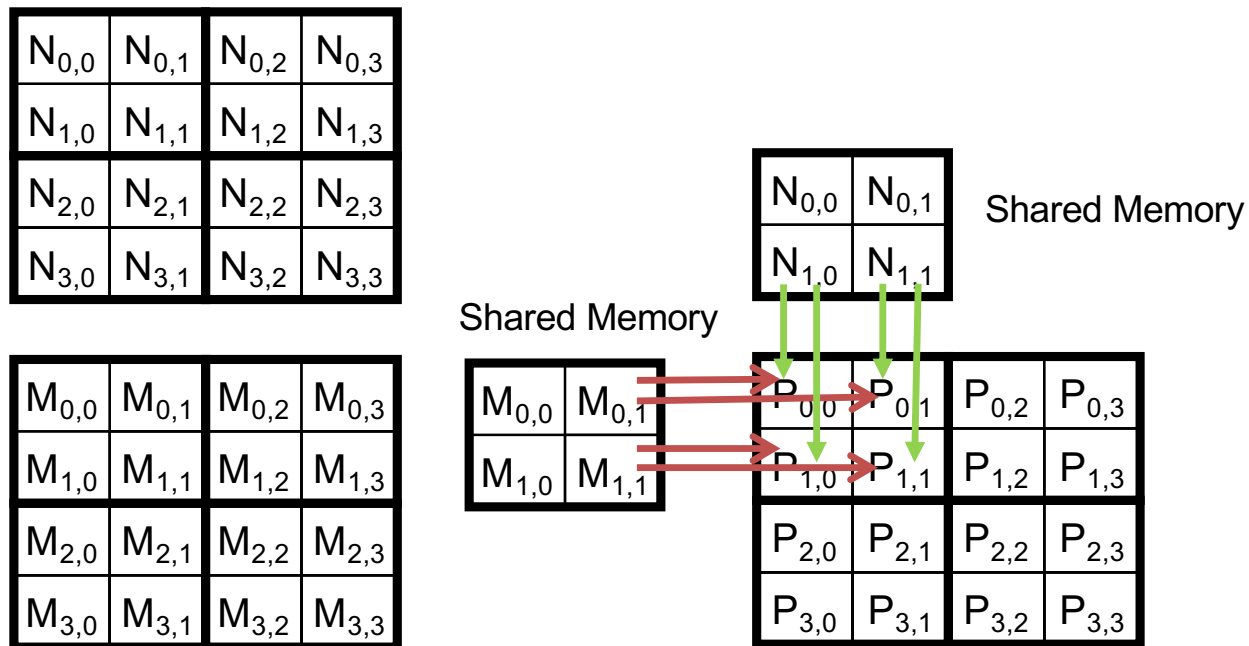 N0,0 N0,1 N0,2 N0,3
N1,0 N1,1 N1,2 N1,3
N2,0 N2,1 N2,2 N2,3
N3,0 N3,1 N3,2 N3,3
N0,0 N0,1
N1,0 N1,1
Shared Memory
Shared Memory
M0,0 M0,1 M0,2 M0,3
M1,0 M1,1 M1,2 M1,3
M2,0 M2,1 M2,2 M2,3
M3,0 M3,1 M3,2 M3,3
M0,0 M0,1
M1,0 M1,1
P0,0 P0,1 P0,2 P0,3
P1,0 P1,1 P1,2 P1,3
P2,0 P2,1 P2,2 P2,3
P3,0 P3,1 P3,2 P3,3